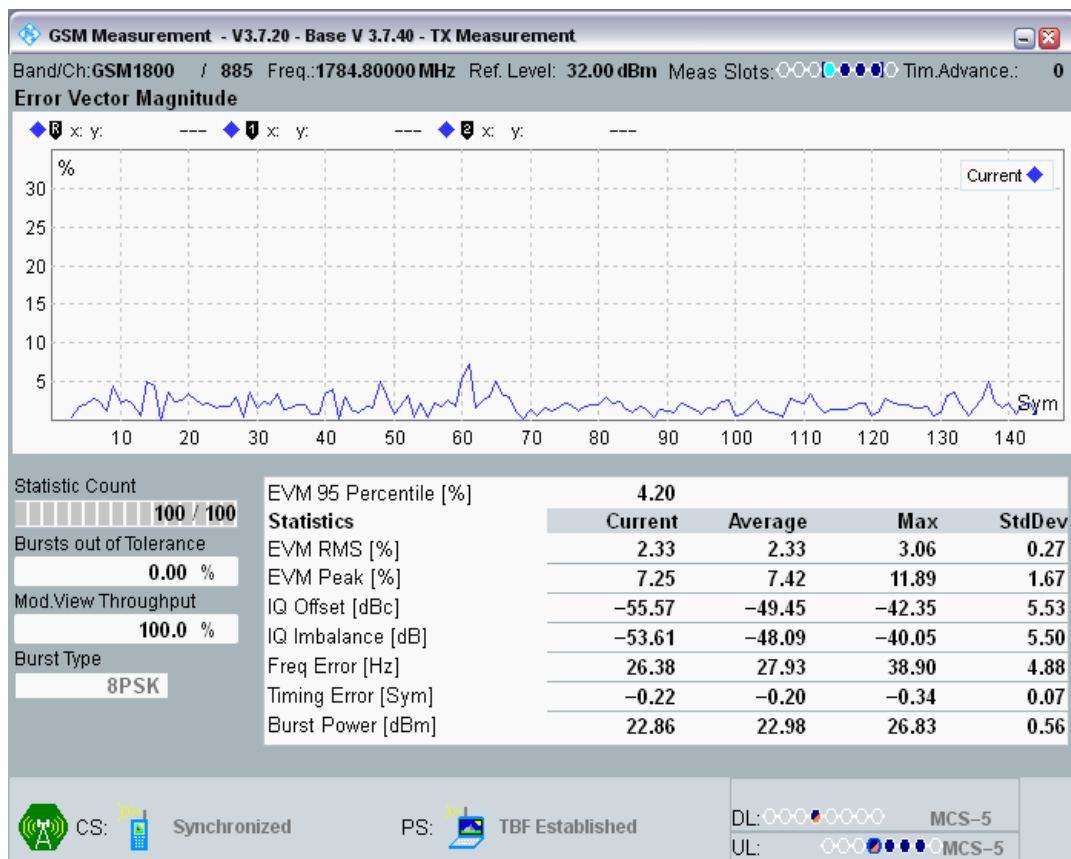 GSM Measurement - V3.7.20 - Base V 3.7.40 - TX Measurement
Band/Ch:GSM1800 / 885 Freq.:1784.80000 MHz Ref. Level: 32.00 dBm Meas Slots: Tim.Advance.: 0
Error Vector Magnitude
R x: y: --- 1 x: y: --- 2 x: y: ---
%
Current
30
25
20
15
10
5
Sym
10 20 30 40 50 60 70 80 90 100 110 120 130 140
Statistic Count
100 / 100
Bursts out of Tolerance
0.00 %
Mod.View Throughput
100.0 %
Burst Type
8PSK
EVM 95 Percentile [%] 4.20
Statistics Current Average Max StdDev
EVM RMS [%] 2.33 2.33 3.06 0.27
EVM Peak [%] 7.25 7.42 11.89 1.67
IQ Offset [dBc] −55.57 −49.45 −42.35 5.53
IQ Imbalance [dB] −53.61 −48.09 −40.05 5.50
Freq Error [Hz] 26.38 27.93 38.90 4.88
Timing Error [Sym] −0.22 −0.20 −0.34 0.07
Burst Power [dBm] 22.86 22.98 26.83 0.56
CS: Synchronized PS: TBF Established
DL: MCS−5
UL: MCS−5